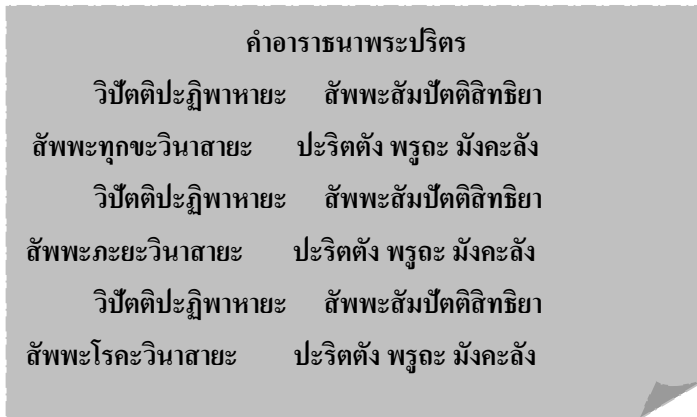 คำอาราธนาพระปริตร
วิปัตติปะฏิพาหายะ สัพพะสัมปัตติสิทธิยา
สัพพะทุกขะวินาสายะ ปะริตตัง พรูถะ มังคะลัง
วิปัตติปะฏิพาหายะ สัพพะสัมปัตติสิทธิยา
สัพพะภะยะวินาสายะ ปะริตตัง พรูถะ มังคะลัง
วิปัตติปะฏิพาหายะ สัพพะสัมปัตติสิทธิยา
สัพพะโรคะวินาสายะ ปะริตตัง พรูถะ มังคะลัง